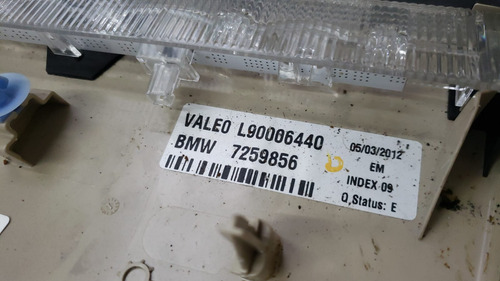 VALEO L90006440
BMW 7259856
05/03/2012
EM
INDEX 09
Q,Status: E